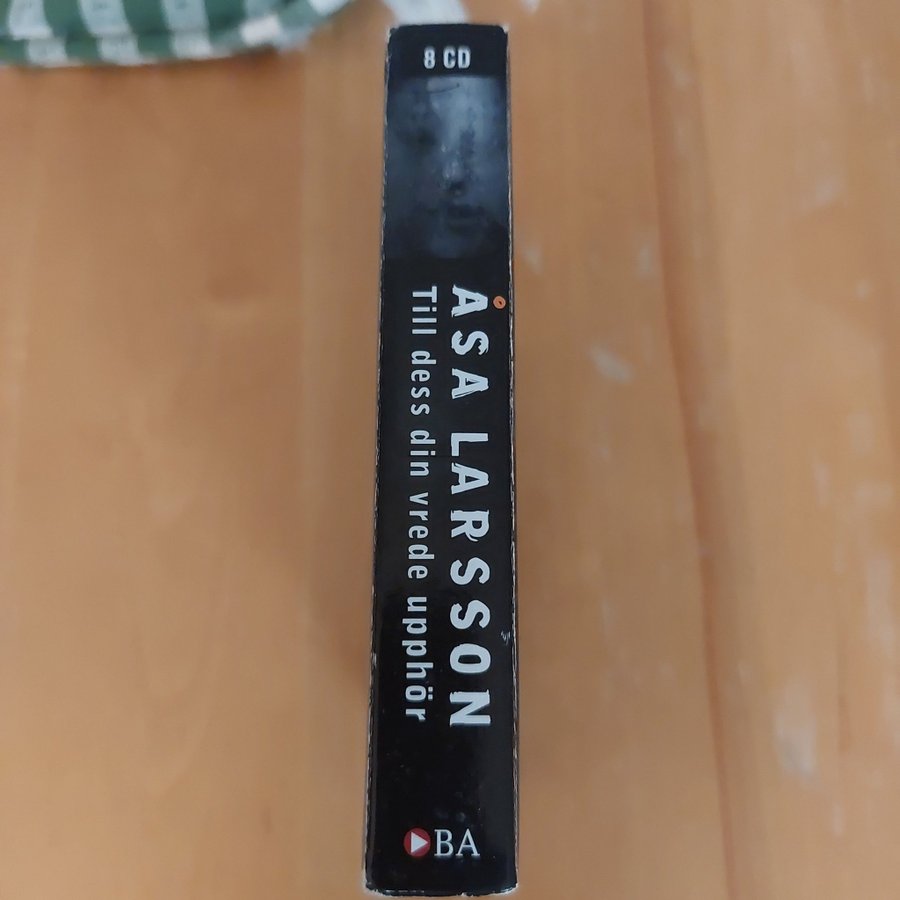 8 CD
ÅSA LARSSON
Till dess din vrede upphör
BA